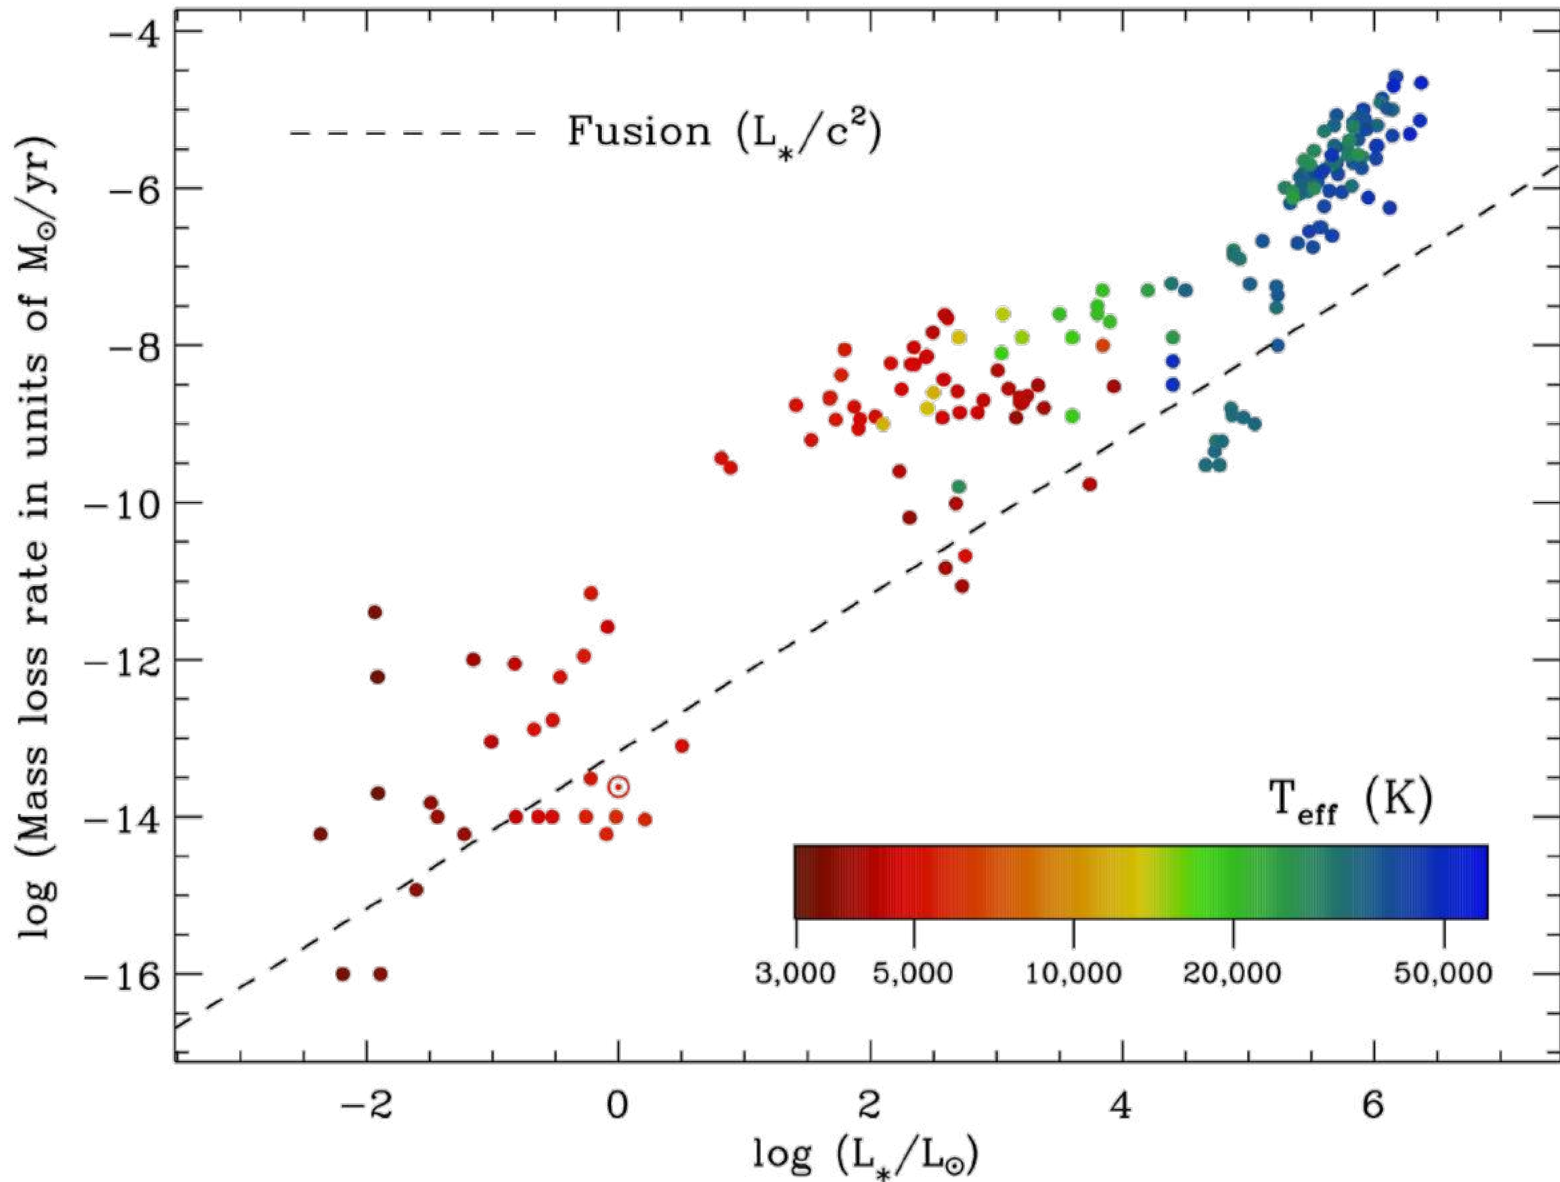 log (Mass loss rate in units of M⊙/yr)
−4
−6
−8
−10
−12
−14
−16
Fusion (L*/c²)
T_eff (K)
3,000 5,000 10,000 20,000 50,000
−2 0 2 4 6
log (L*/L⊙)